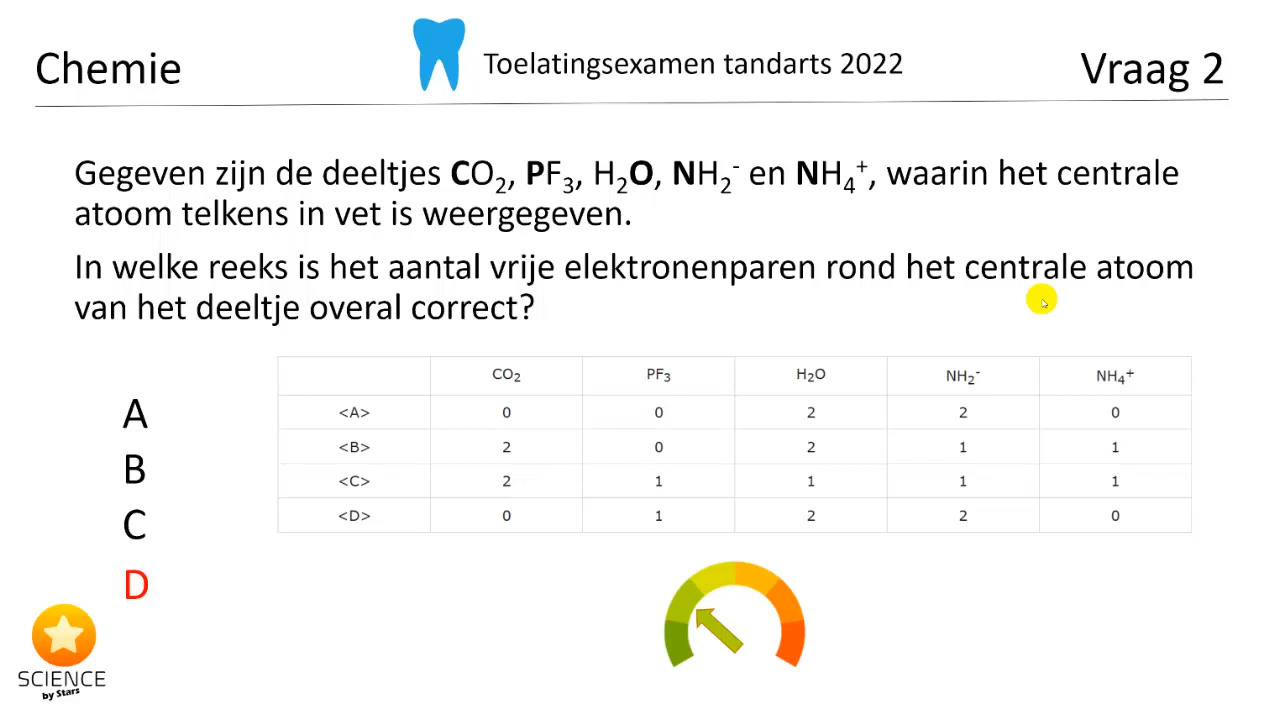 Chemie
Toelatingsexamen tandarts 2022
Vraag 2
Gegeven zijn de deeltjes CO₂, PF₃, H₂O, NH₂⁻ en NH₄⁺, waarin het centrale
atoom telkens in vet is weergegeven.
In welke reeks is het aantal vrije elektronenparen rond het centrale atoom
van het deeltje overal correct?
CO₂ PF₃ H₂O NH₂⁻ NH₄⁺
A <A> 0 0 2 2 0
B <B> 2 0 2 1 1
C <C> 2 1 1 1 1
D <D> 0 1 2 2 0
SCIENCE
by Stars